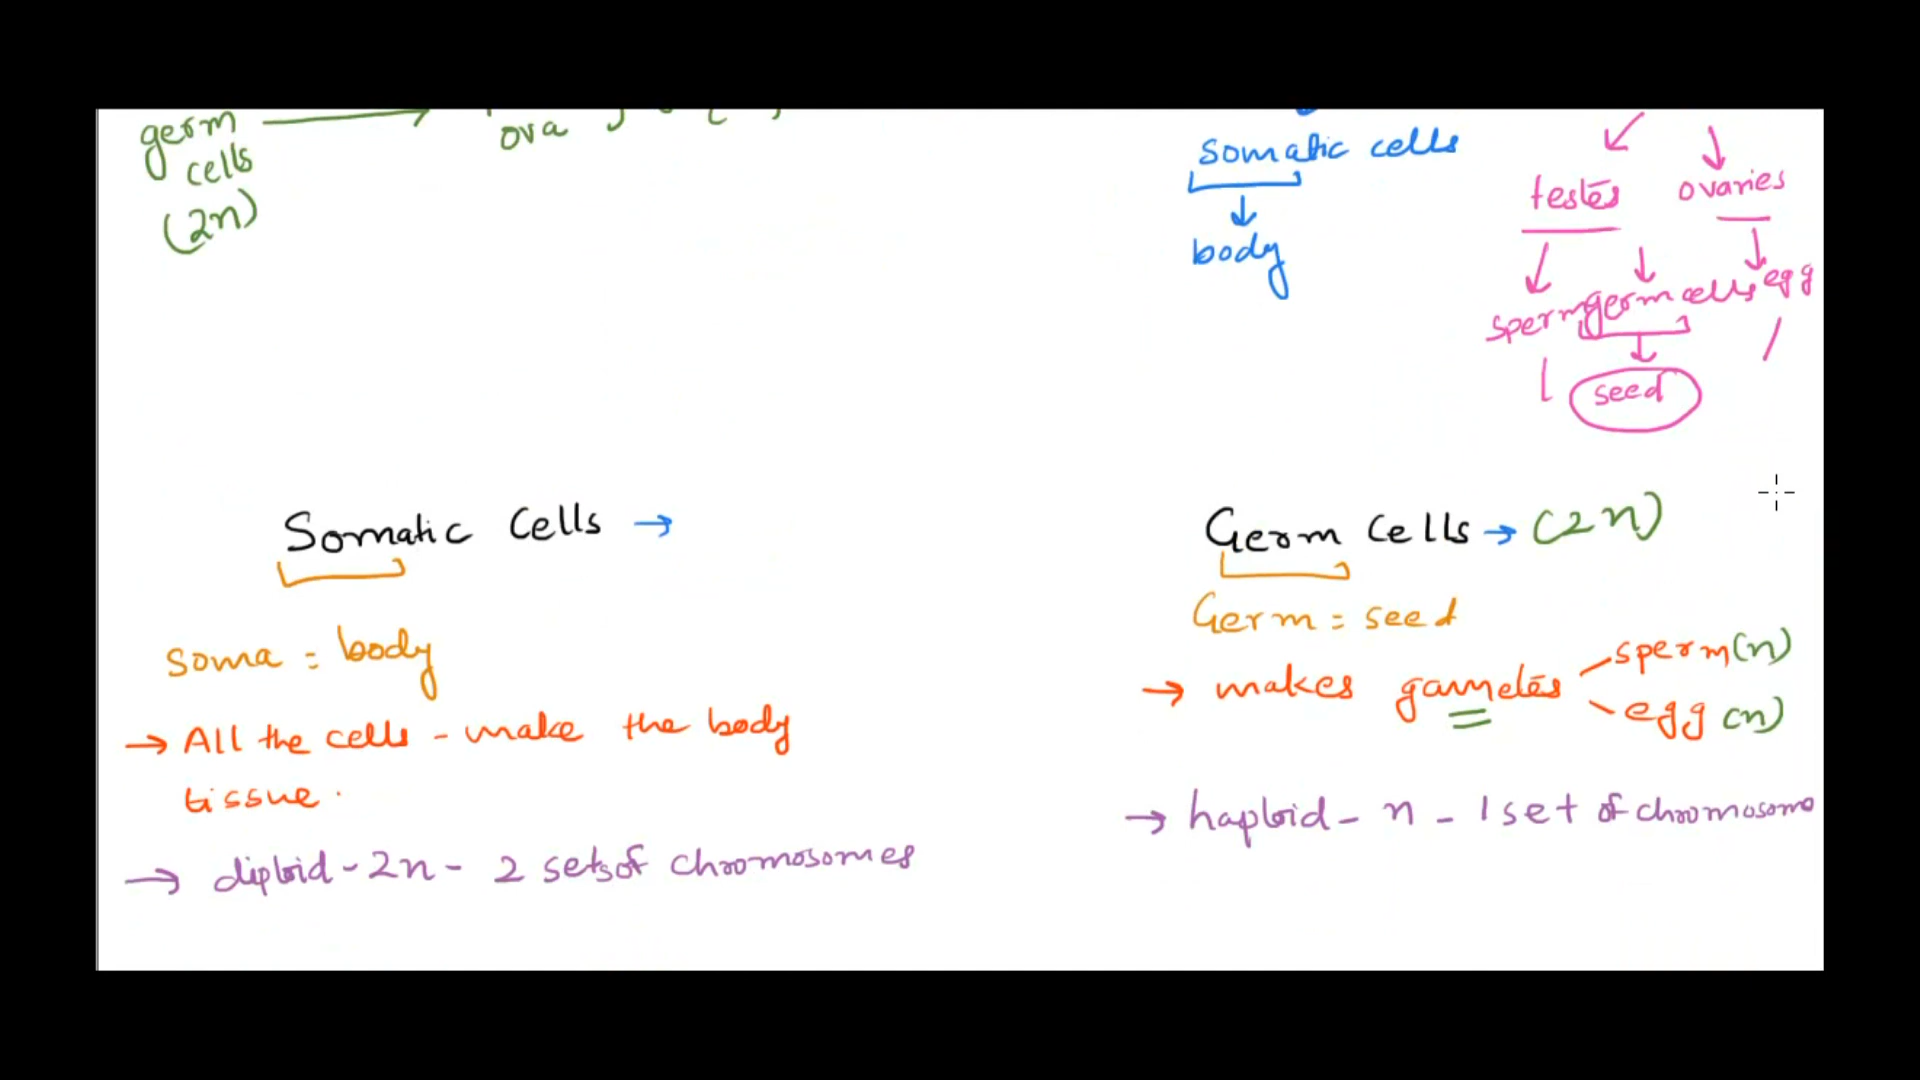 germ
cells
(2n)
ova
somatic cells
body
testes
ovaries
sperm
germ cells
egg
seed
Somatic Cells →
soma = body
→ All the cells - make the body
tissue.
→ diploid - 2n - 2 sets of chromosomes
Germ Cells → (2n)
Germ = seed
→ makes gametes
sperm (n)
egg (n)
→ haploid - n - 1 set of chromosome